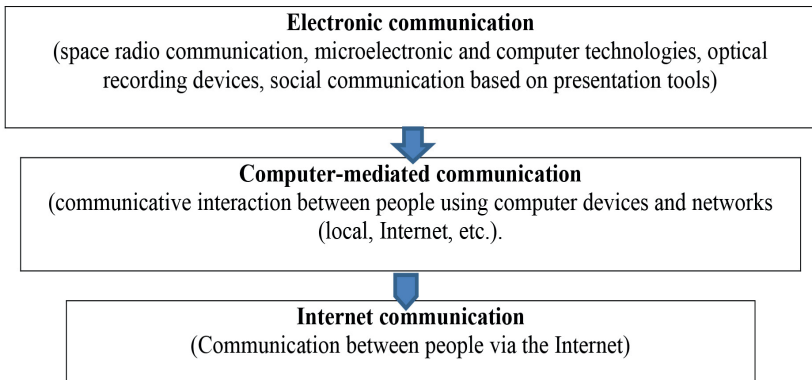 Electronic communication
(space radio communication, microelectronic and computer technologies, optical
recording devices, social communication based on presentation tools)
Computer-mediated communication
(communicative interaction between people using computer devices and networks
(local, Internet, etc.).
Internet communication
(Communication between people via the Internet)